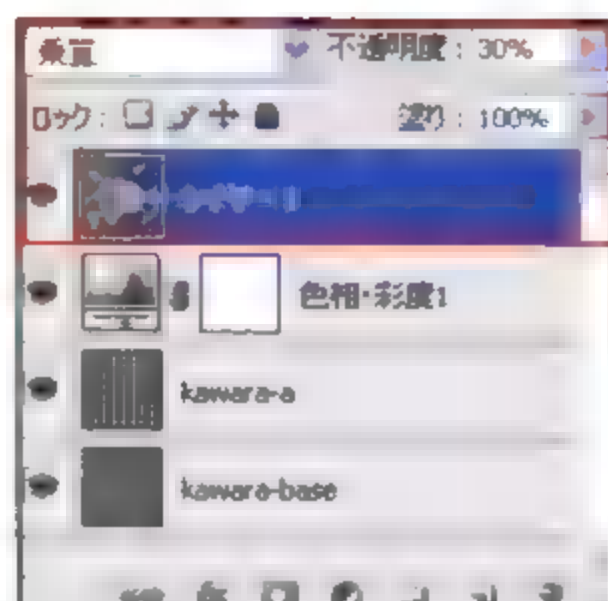 乗算
不透明度: 30%
ロック:
塗り: 100%
色相・彩度1
kawara-a
kawara-base